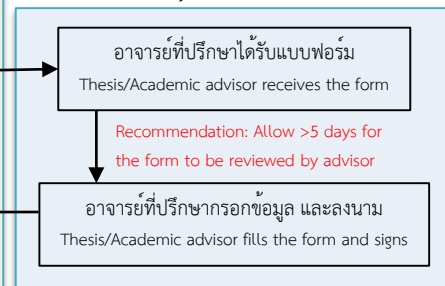 อาจารย์ที่ปรึกษาได้รับแบบฟอร์ม
Thesis/Academic advisor receives the form
Recommendation: Allow >5 days for
the form to be reviewed by advisor
อาจารย์ที่ปรึกษากรอกข้อมูล และลงนาม
Thesis/Academic advisor fills the form and signs